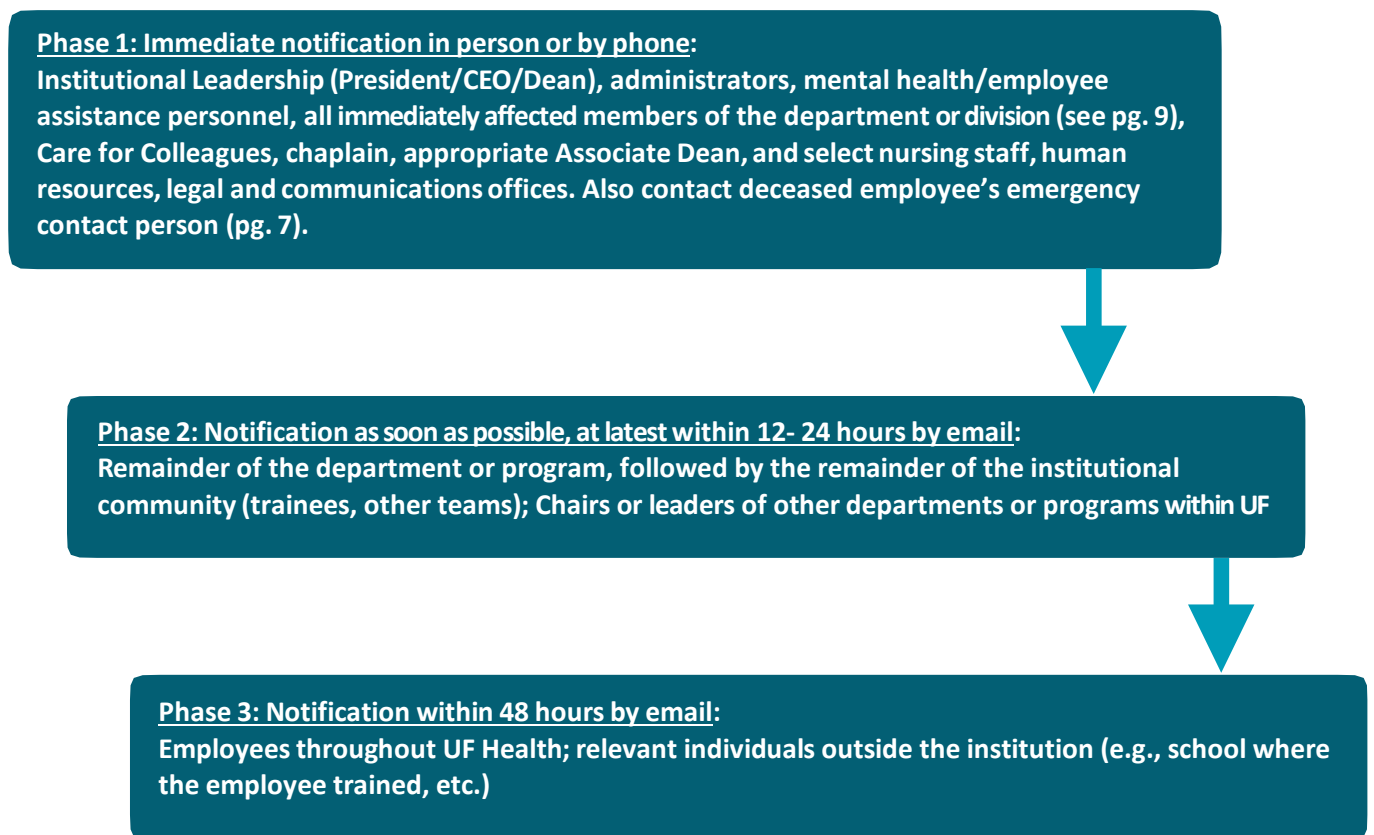 Phase 1: Immediate notification in person or by phone:
Institutional Leadership (President/CEO/Dean), administrators, mental health/employee
assistance personnel, all immediately affected members of the department or division (see pg. 9),
Care for Colleagues, chaplain, appropriate Associate Dean, and select nursing staff, human
resources, legal and communications offices. Also contact deceased employee’s emergency
contact person (pg. 7).
Phase 2: Notification as soon as possible, at latest within 12- 24 hours by email:
Remainder of the department or program, followed by the remainder of the institutional
community (trainees, other teams); Chairs or leaders of other departments or programs within UF
Phase 3: Notification within 48 hours by email:
Employees throughout UF Health; relevant individuals outside the institution (e.g., school where
the employee trained, etc.)